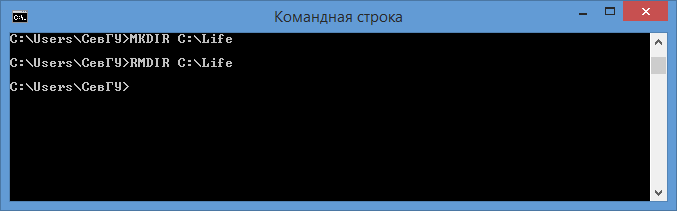 Командная строка
C:\Users\СевГУ>MKDIR C:\Life
C:\Users\СевГУ>RMDIR C:\Life
C:\Users\СевГУ>